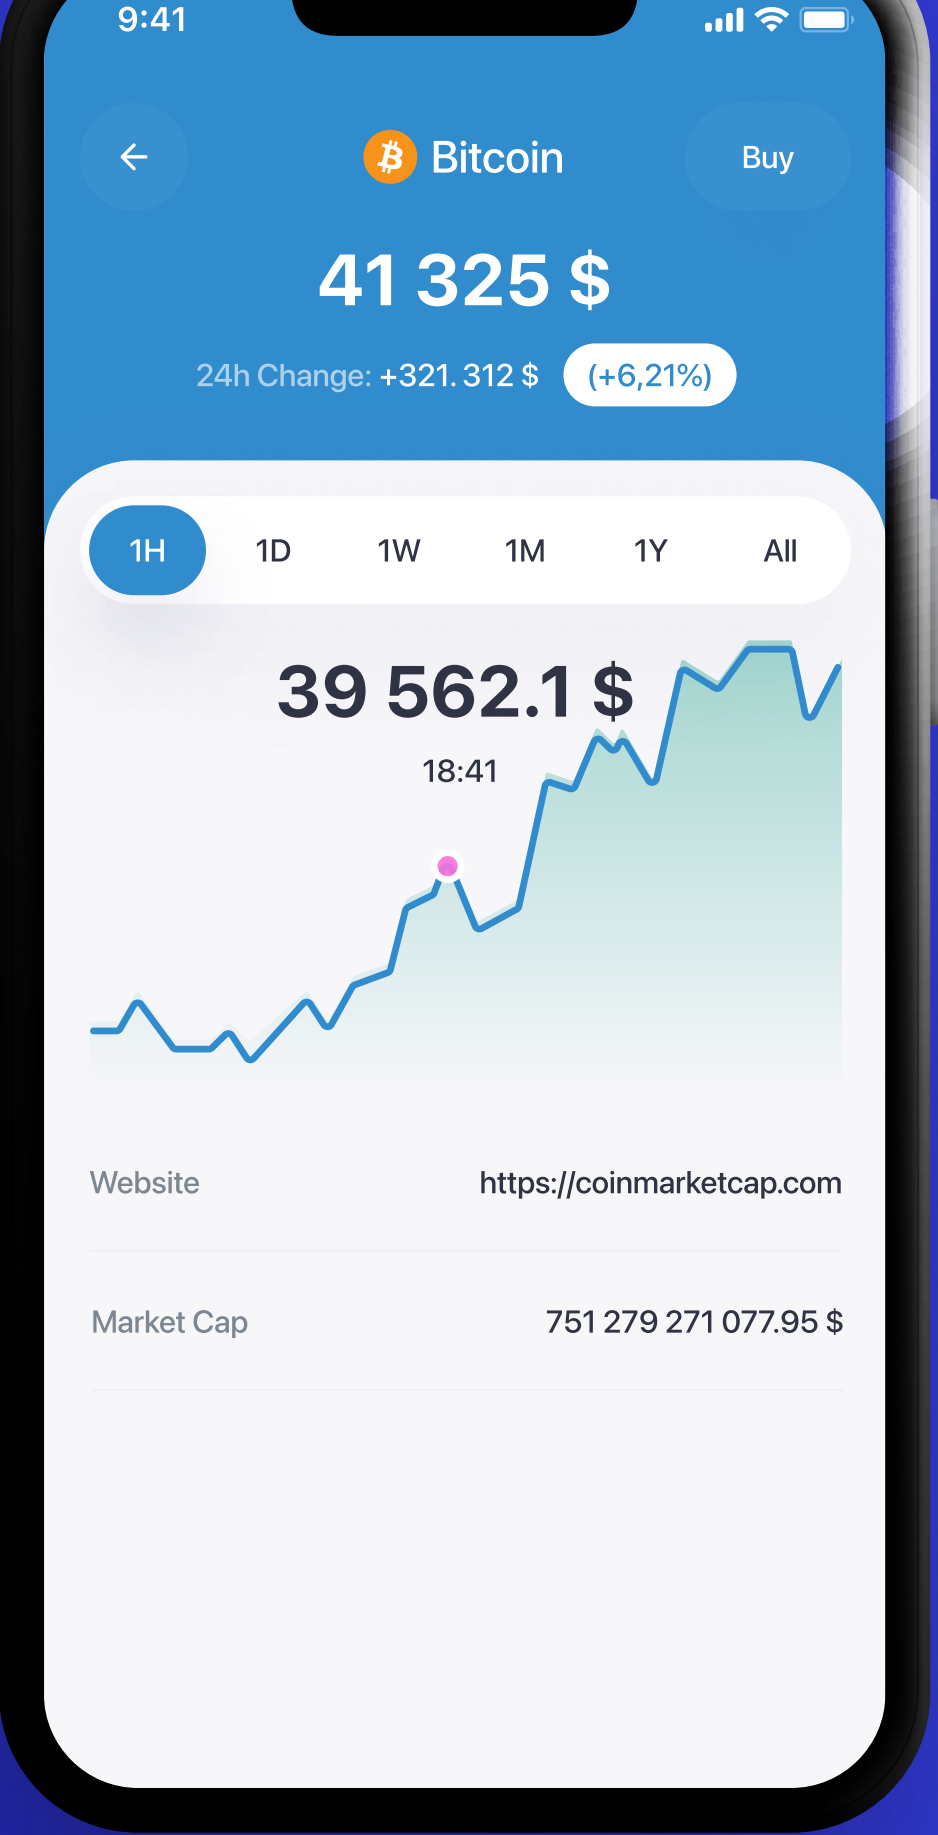 9:41
Bitcoin
Buy
41 325 $
24h Change: +321. 312 $ (+6,21%)
1H 1D 1W 1M 1Y All
39 562.1 $
18:41
Website https://coinmarketcap.com
Market Cap 751 279 271 077.95 $